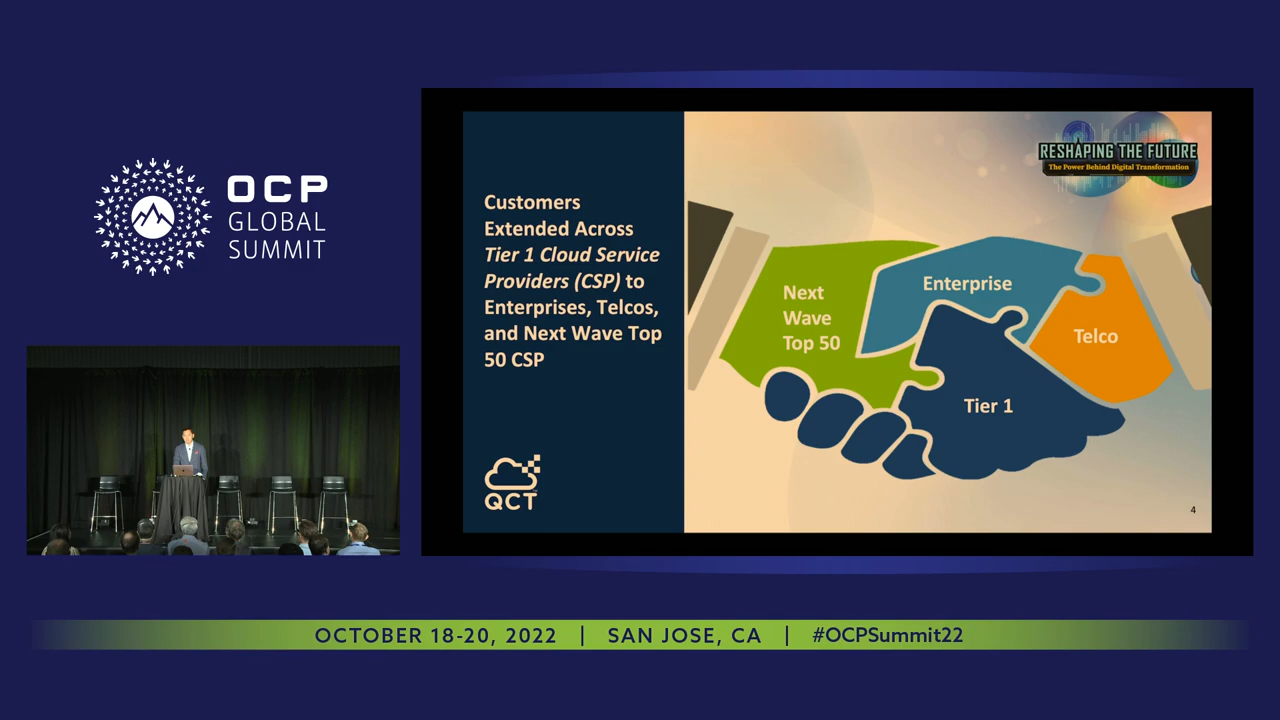 OCP
GLOBAL
SUMMIT
Customers
Extended Across
Tier 1 Cloud Service
Providers (CSP) to
Enterprises, Telcos,
and Next Wave Top
50 CSP
QCT
RESHAPING THE FUTURE
The Power Behind Digital Transformation
Next
Wave
Top 50
Enterprise
Telco
Tier 1
4
OCTOBER 18-20, 2022 | SAN JOSE, CA | #OCPSummit22